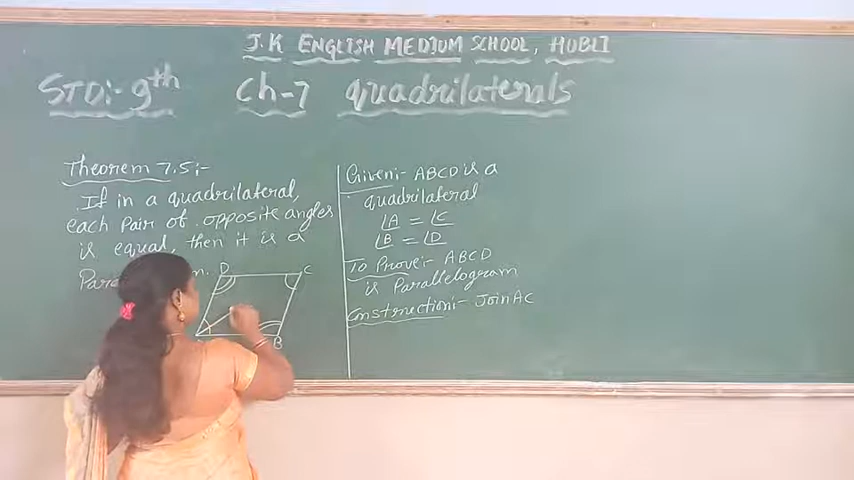 J.K ENGLISH MEDIUM SCHOOL, HUBLI
STD:- 9th Ch-7 quadrilaterals
Theorem 7.5:-
If in a quadrilateral,
each Pair of opposite angles
is equal, then it is a
D C
B
Given:- ABCD is a
quadrilateral
∠A = ∠C
∠B = ∠D
To Prove:- ABCD
is Parallelogram
Construction:- Join AC